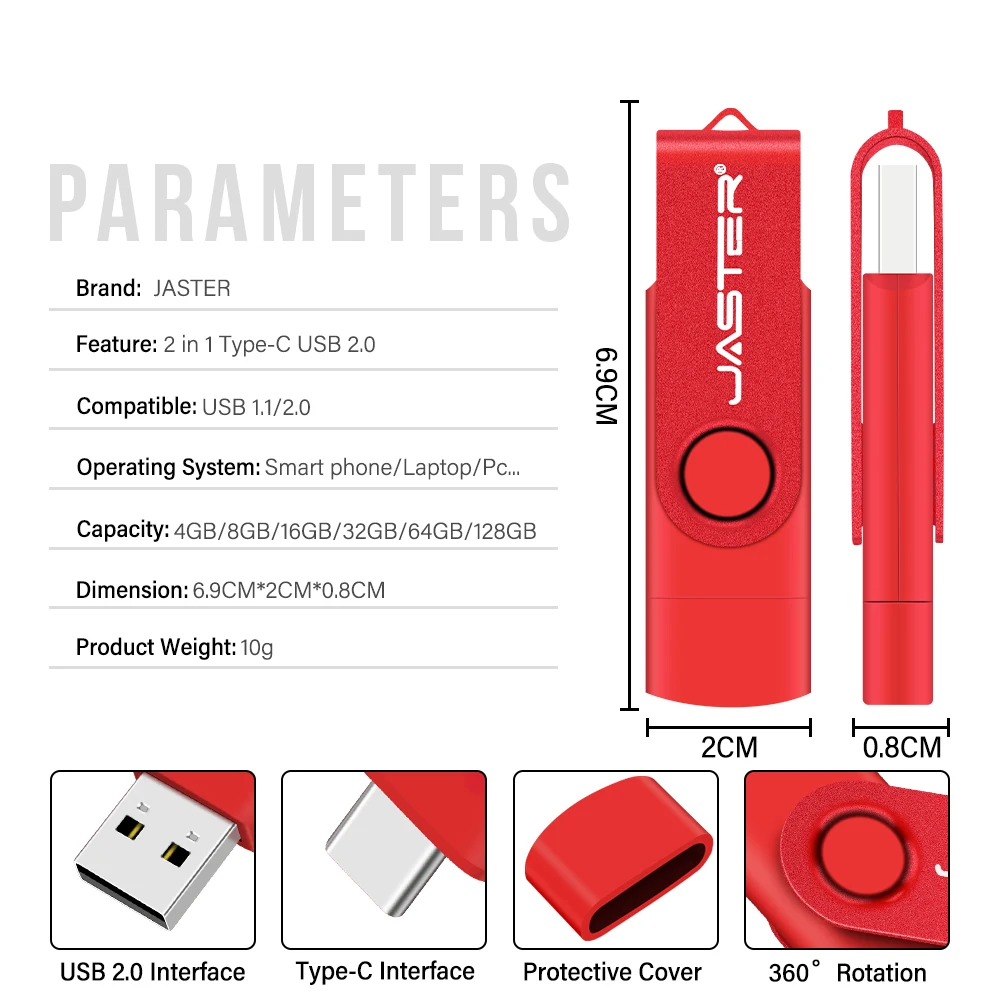 PARAMETERS
Brand: JASTER
Feature: 2 in 1 Type-C USB 2.0
Compatible: USB 1.1/2.0
Operating System: Smart phone/Laptop/Pc...
Capacity: 4GB/8GB/16GB/32GB/64GB/128GB
Dimension: 6.9CM*2CM*0.8CM
Product Weight: 10g
6.9CM
JASTER®
2CM
0.8CM
USB 2.0 Interface
Type-C Interface
Protective Cover
360° Rotation